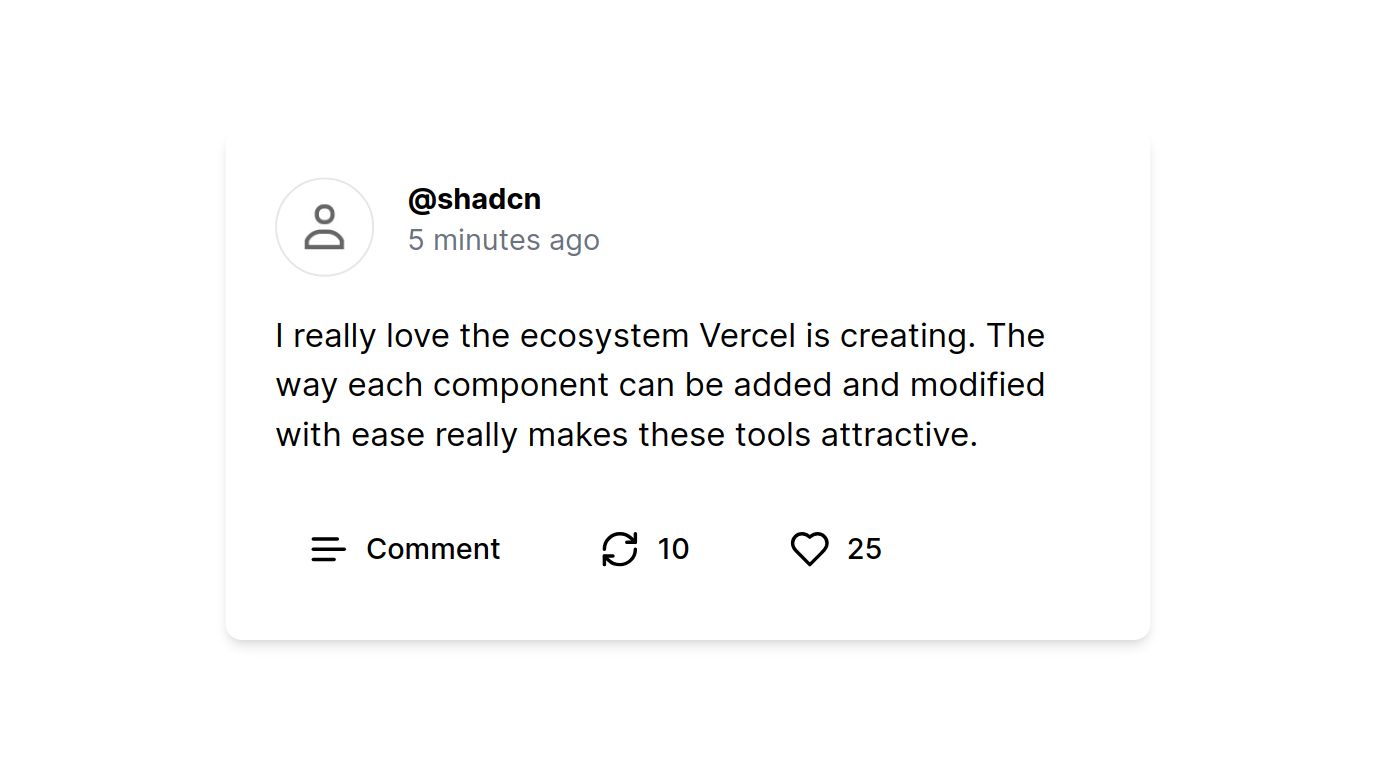 @shadcn
5 minutes ago
I really love the ecosystem Vercel is creating. The
way each component can be added and modified
with ease really makes these tools attractive.
Comment 10 25